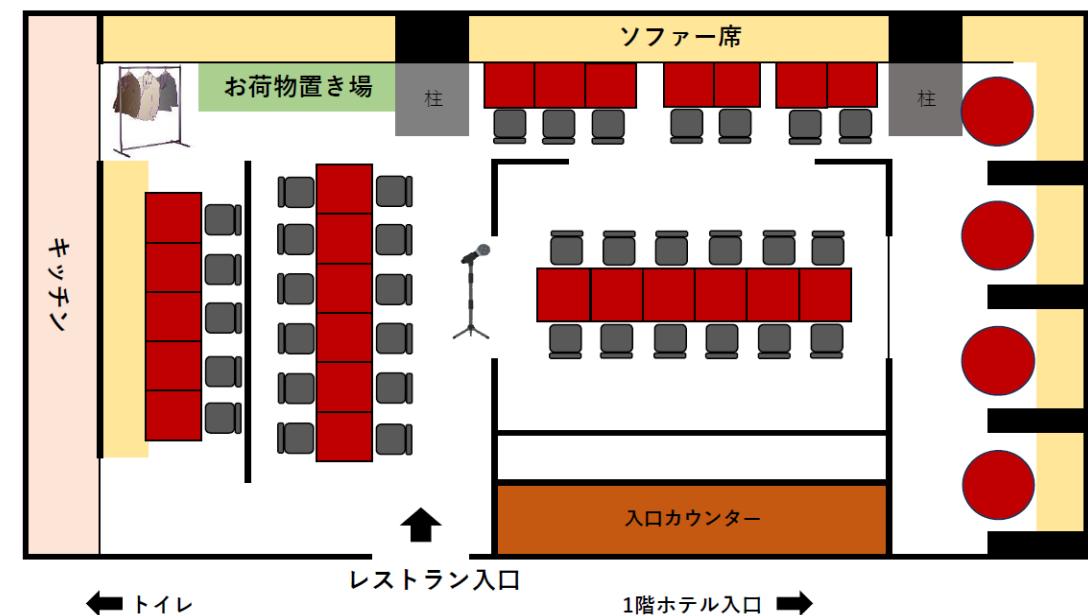 ソファー席
お荷物置き場
柱
柱
キッチン
入口カウンター
レストラン入口
トイレ
1階ホテル入口